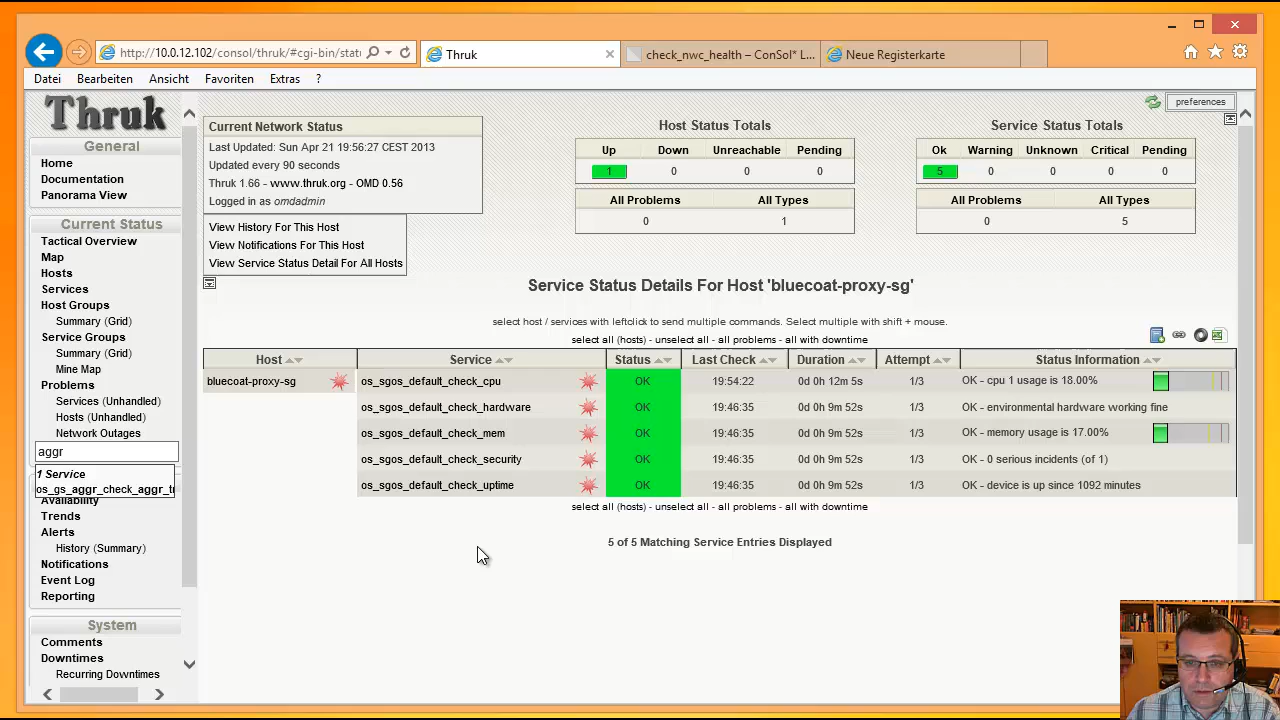 http://10.0.12.102/consol/thruk/#cgi-bin/stat
Thruk
check_nwc_health – ConSol* L...
Neue Registerkarte
Datei Bearbeiten Ansicht Favoriten Extras ?
Thruk
General
Home
Documentation
Panorama View
Current Status
Tactical Overview
Map
Hosts
Services
Host Groups
Summary (Grid)
Service Groups
Summary (Grid)
Mine Map
Problems
Services (Unhandled)
Hosts (Unhandled)
Network Outages
aggr
1 Service
os_gs_aggr_check_aggr_t
Availability
Trends
Alerts
History (Summary)
Notifications
Event Log
Reporting
System
Comments
Downtimes
Recurring Downtimes
preferences
Current Network Status
Last Updated: Sun Apr 21 19:56:27 CEST 2013
Updated every 90 seconds
Thruk 1.66 - www.thruk.org - OMD 0.56
Logged in as omdadmin
View History For This Host
View Notifications For This Host
View Service Status Detail For All Hosts
Host Status Totals
Up Down Unreachable Pending
1 0 0 0
All Problems All Types
0 1
Service Status Totals
Ok Warning Unknown Critical Pending
5 0 0 0 0
All Problems All Types
0 5
Service Status Details For Host 'bluecoat-proxy-sg'
select host / services with leftclick to send multiple commands. Select multiple with shift + mouse.
select all (hosts) - unselect all - all problems - all with downtime
Host Service Status Last Check Duration Attempt Status Information
bluecoat-proxy-sg os_sgos_default_check_cpu OK 19:54:22 0d 0h 12m 5s 1/3 OK - cpu 1 usage is 18.00%
os_sgos_default_check_hardware OK 19:46:35 0d 0h 9m 52s 1/3 OK - environmental hardware working fine
os_sgos_default_check_mem OK 19:46:35 0d 0h 9m 52s 1/3 OK - memory usage is 17.00%
os_sgos_default_check_security OK 19:46:35 0d 0h 9m 52s 1/3 OK - 0 serious incidents (of 1)
os_sgos_default_check_uptime OK 19:46:35 0d 0h 9m 52s 1/3 OK - device is up since 1092 minutes
select all (hosts) - unselect all - all problems - all with downtime
5 of 5 Matching Service Entries Displayed